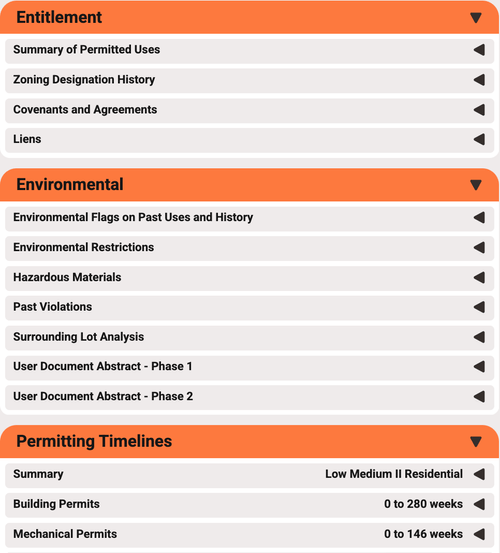 Entitlement
Summary of Permitted Uses
Zoning Designation History
Covenants and Agreements
Liens
Environmental
Environmental Flags on Past Uses and History
Environmental Restrictions
Hazardous Materials
Past Violations
Surrounding Lot Analysis
User Document Abstract - Phase 1
User Document Abstract - Phase 2
Permitting Timelines
Summary Low Medium II Residential
Building Permits 0 to 280 weeks
Mechanical Permits 0 to 146 weeks